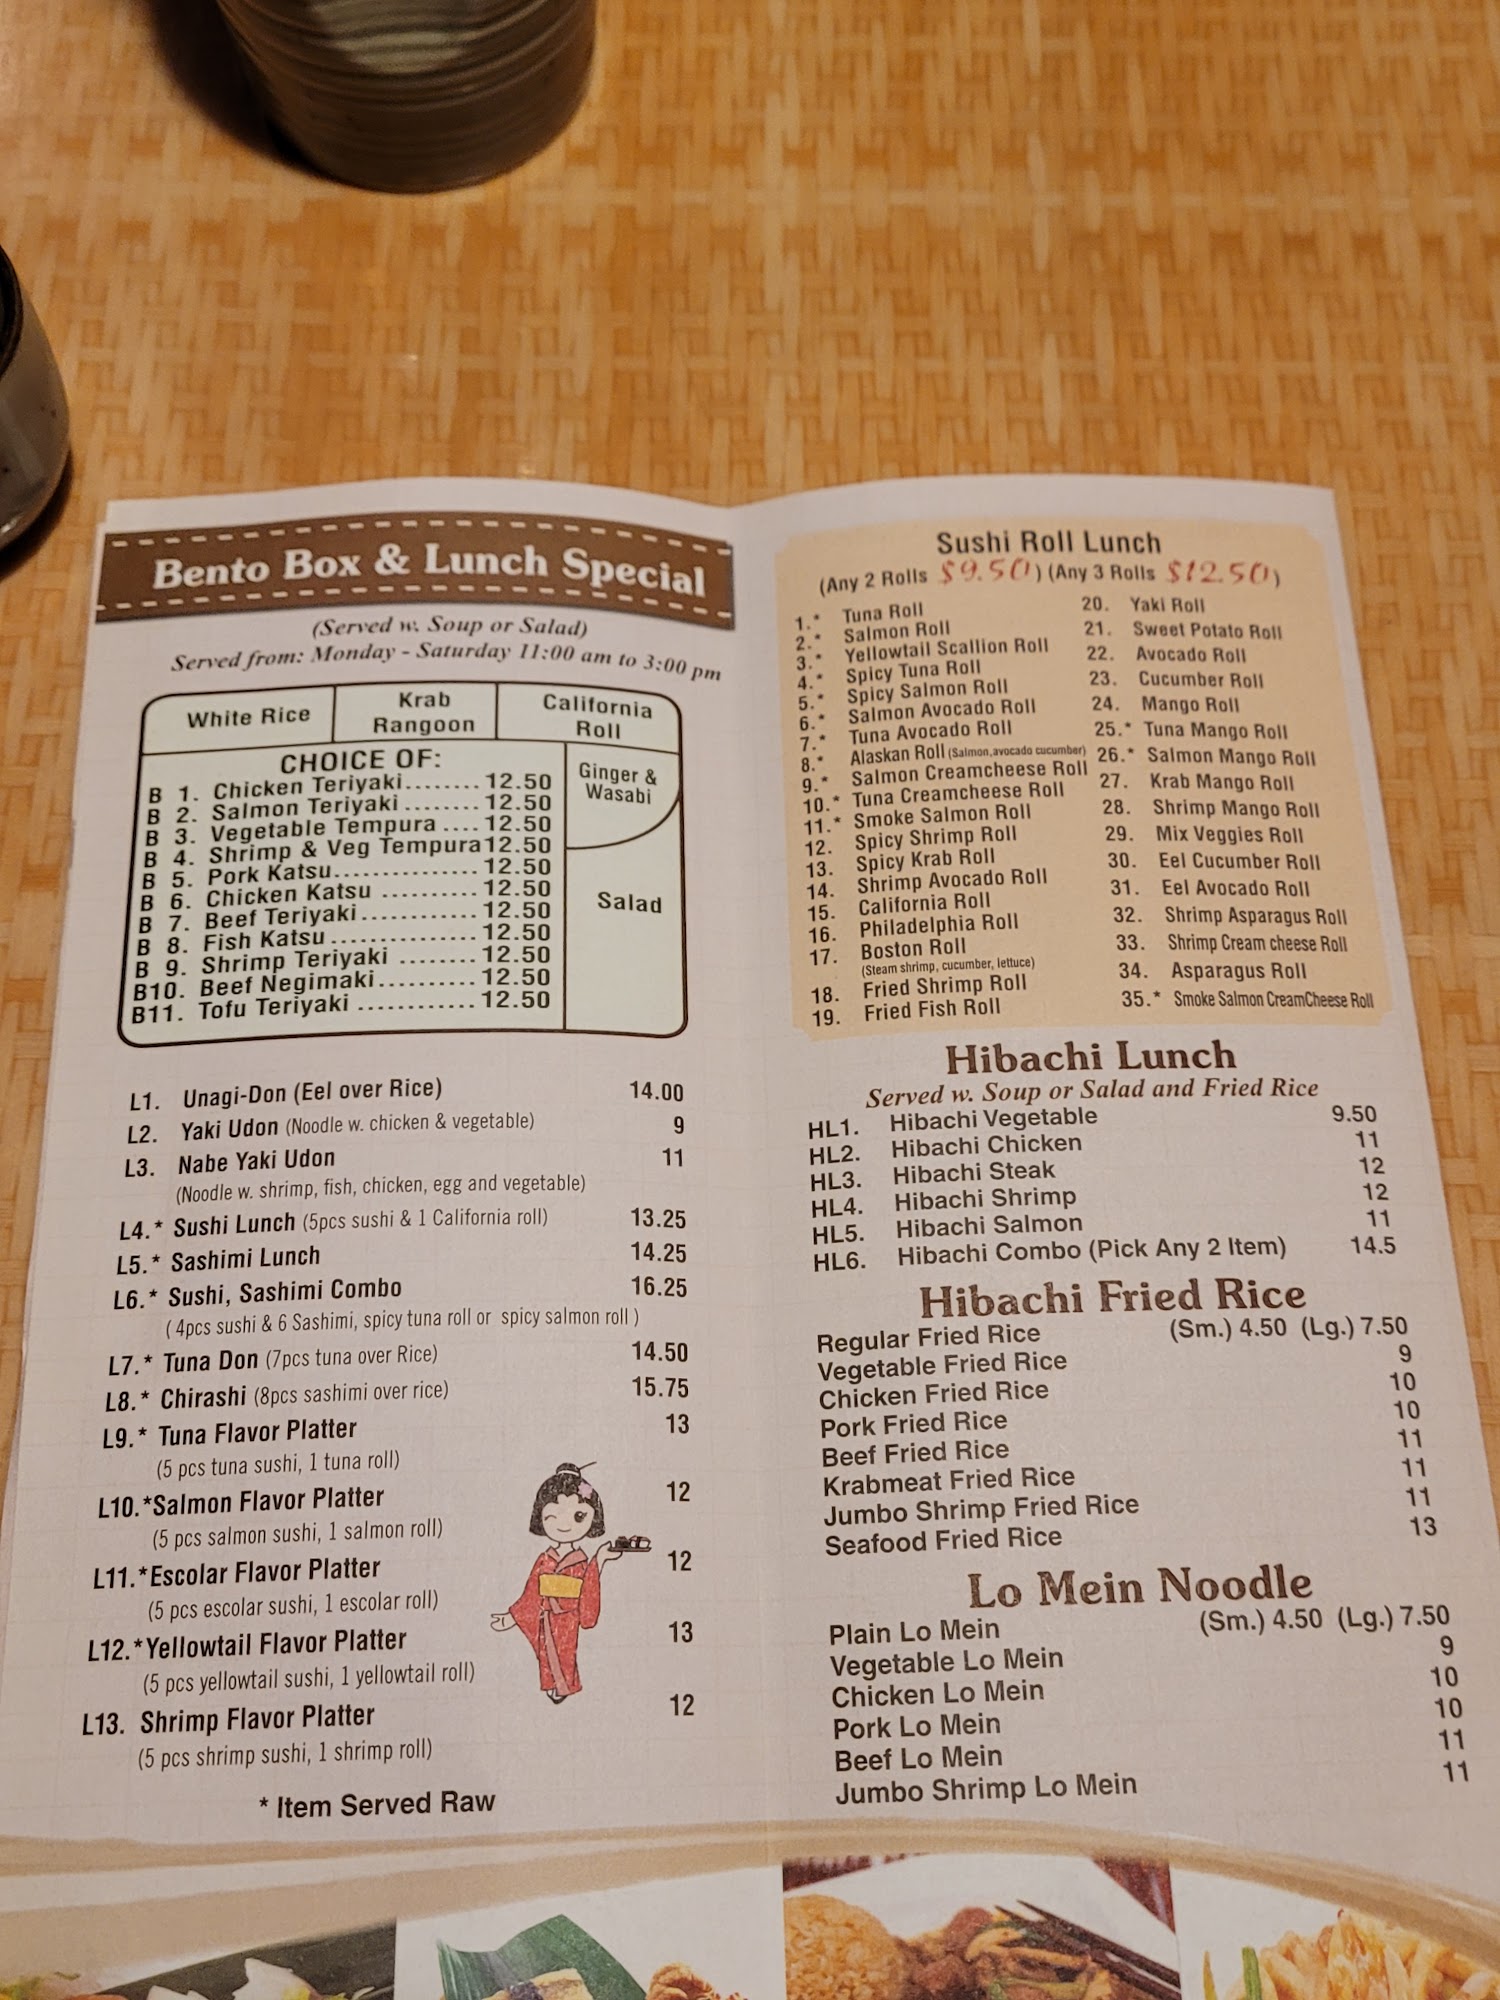 Bento Box & Lunch Special
(Served w. Soup or Salad)
Served from: Monday - Saturday 11:00 am to 3:00 pm
White Rice
Krab
Rangoon
California
Roll
CHOICE OF:
B 1. Chicken Teriyaki........ 12.50
B 2. Salmon Teriyaki ........ 12.50
B 3. Vegetable Tempura .... 12.50
B 4. Shrimp & Veg Tempura 12.50
B 5. Pork Katsu............... 12.50
B 6. Chicken Katsu .......... 12.50
B 7. Beef Teriyaki............ 12.50
B 8. Fish Katsu ............... 12.50
B 9. Shrimp Teriyaki ........ 12.50
B10. Beef Negimaki.......... 12.50
B11. Tofu Teriyaki ............ 12.50
Ginger &
Wasabi
Salad
L1. Unagi-Don (Eel over Rice) 14.00
L2. Yaki Udon (Noodle w. chicken & vegetable) 9
L3. Nabe Yaki Udon 11
(Noodle w. shrimp, fish, chicken, egg and vegetable)
L4.* Sushi Lunch (5pcs sushi & 1 California roll) 13.25
L5.* Sashimi Lunch 14.25
L6.* Sushi, Sashimi Combo 16.25
( 4pcs sushi & 6 Sashimi, spicy tuna roll or spicy salmon roll )
L7.* Tuna Don (7pcs tuna over Rice) 14.50
L8.* Chirashi (8pcs sashimi over rice) 15.75
L9.* Tuna Flavor Platter 13
(5 pcs tuna sushi, 1 tuna roll)
L10.*Salmon Flavor Platter 12
(5 pcs salmon sushi, 1 salmon roll)
L11.*Escolar Flavor Platter 12
(5 pcs escolar sushi, 1 escolar roll)
L12.*Yellowtail Flavor Platter 13
(5 pcs yellowtail sushi, 1 yellowtail roll)
L13. Shrimp Flavor Platter 12
(5 pcs shrimp sushi, 1 shrimp roll)
* Item Served Raw
Sushi Roll Lunch
(Any 2 Rolls $9.50) (Any 3 Rolls $12.50)
1.* Tuna Roll
2.* Salmon Roll
3.* Yellowtail Scallion Roll
4.* Spicy Tuna Roll
5.* Spicy Salmon Roll
6.* Salmon Avocado Roll
7.* Tuna Avocado Roll
8.* Alaskan Roll (Salmon,avocado cucumber)
9.* Salmon Creamcheese Roll
10.* Tuna Creamcheese Roll
11.* Smoke Salmon Roll
12. Spicy Shrimp Roll
13. Spicy Krab Roll
14. Shrimp Avocado Roll
15. California Roll
16. Philadelphia Roll
17. Boston Roll
(Steam shrimp, cucumber, lettuce)
18. Fried Shrimp Roll
19. Fried Fish Roll
20. Yaki Roll
21. Sweet Potato Roll
22. Avocado Roll
23. Cucumber Roll
24. Mango Roll
25.* Tuna Mango Roll
26.* Salmon Mango Roll
27. Krab Mango Roll
28. Shrimp Mango Roll
29. Mix Veggies Roll
30. Eel Cucumber Roll
31. Eel Avocado Roll
32. Shrimp Asparagus Roll
33. Shrimp Cream cheese Roll
34. Asparagus Roll
35.* Smoke Salmon CreamCheese Roll
Hibachi Lunch
Served w. Soup or Salad and Fried Rice
HL1. Hibachi Vegetable 9.50
HL2. Hibachi Chicken 11
HL3. Hibachi Steak 12
HL4. Hibachi Shrimp 12
HL5. Hibachi Salmon 11
HL6. Hibachi Combo (Pick Any 2 Item) 14.5
Hibachi Fried Rice
Regular Fried Rice (Sm.) 4.50 (Lg.) 7.50
Vegetable Fried Rice 9
Chicken Fried Rice 10
Pork Fried Rice 10
Beef Fried Rice 11
Krabmeat Fried Rice 11
Jumbo Shrimp Fried Rice 11
Seafood Fried Rice 13
Lo Mein Noodle
Plain Lo Mein (Sm.) 4.50 (Lg.) 7.50
Vegetable Lo Mein 9
Chicken Lo Mein 10
Pork Lo Mein 10
Beef Lo Mein 11
Jumbo Shrimp Lo Mein 11